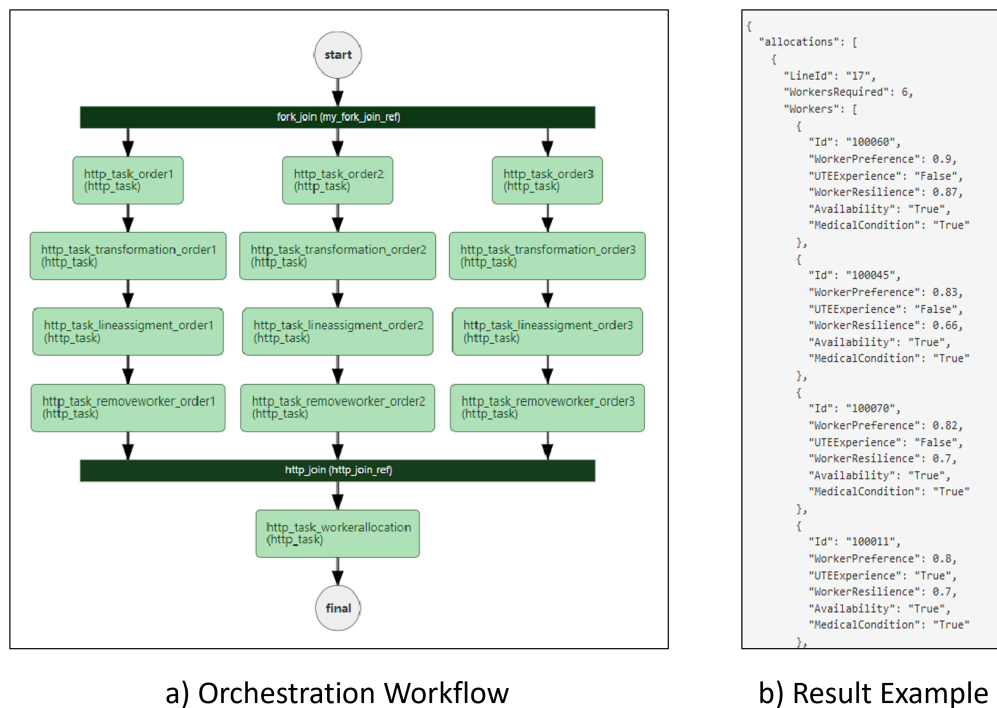 start
fork_join (my_fork_join_ref)
http_task_order1
(http_task)
http_task_order2
(http_task)
http_task_order3
(http_task)
http_task_transformation_order1
(http_task)
http_task_transformation_order2
(http_task)
http_task_transformation_order3
(http_task)
http_task_lineassigment_order1
(http_task)
http_task_lineassigment_order2
(http_task)
http_task_lineassigment_order3
(http_task)
http_task_removeworker_order1
(http_task)
http_task_removeworker_order2
(http_task)
http_task_removeworker_order3
(http_task)
http_join (http_join_ref)
http_task_workerallocation
(http_task)
final
a) Orchestration Workflow
{
"allocations": [
{
"LineId": "17",
"WorkersRequired": 6,
"Workers": [
{
"Id": "100060",
"WorkerPreference": 0.9,
"UTEExperience": "False",
"WorkerResilience": 0.87,
"Availability": "True",
"MedicalCondition": "True"
},
{
"Id": "100045",
"WorkerPreference": 0.83,
"UTEExperience": "False",
"WorkerResilience": 0.66,
"Availability": "True",
"MedicalCondition": "True"
},
{
"Id": "100070",
"WorkerPreference": 0.82,
"UTEExperience": "False",
"WorkerResilience": 0.7,
"Availability": "True",
"MedicalCondition": "True"
},
{
"Id": "100011",
"WorkerPreference": 0.8,
"UTEExperience": "True",
"WorkerResilience": 0.7,
"Availability": "True",
"MedicalCondition": "True"
},
b) Result Example